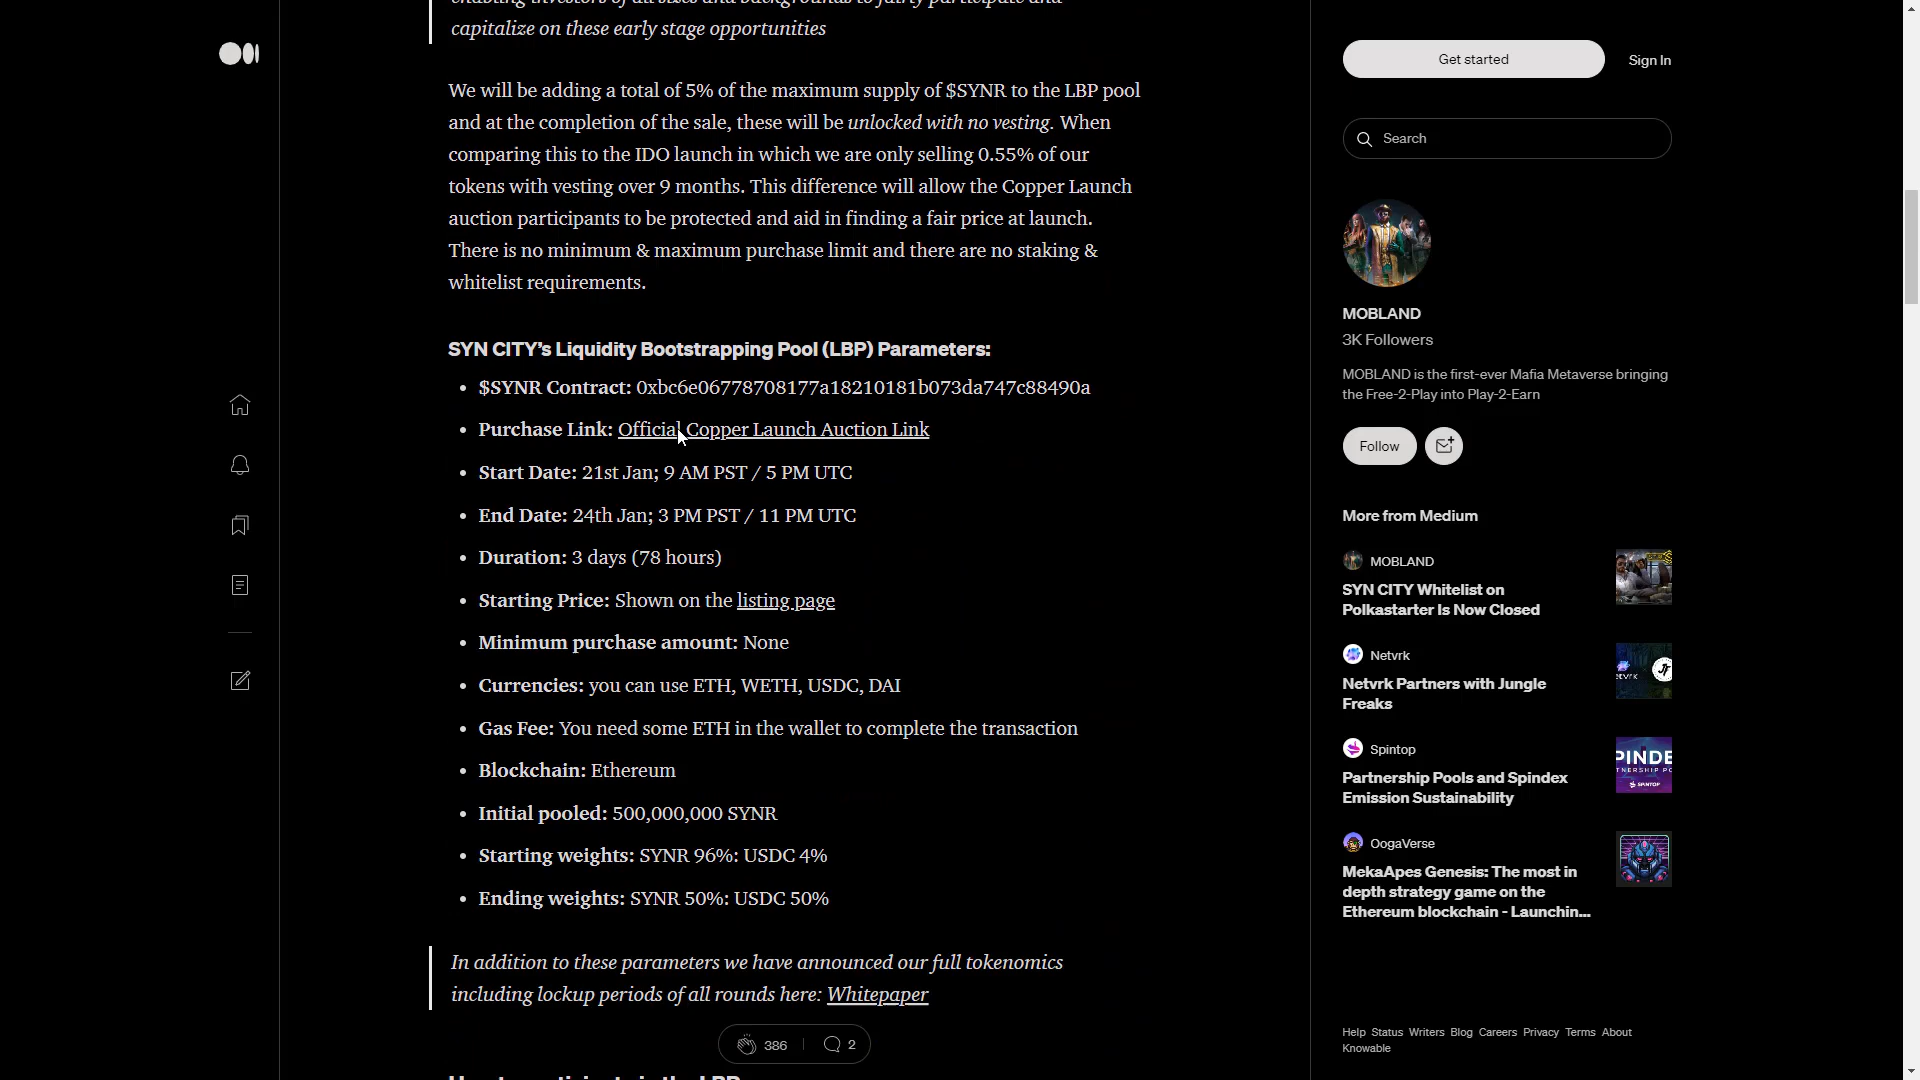 capitalize on these early stage opportunities
We will be adding a total of 5% of the maximum supply of $SYNR to the LBP pool
and at the completion of the sale, these will be unlocked with no vesting. When
comparing this to the IDO launch in which we are only selling 0.55% of our
tokens with vesting over 9 months. This difference will allow the Copper Launch
auction participants to be protected and aid in finding a fair price at launch.
There is no minimum & maximum purchase limit and there are no staking &
whitelist requirements.
SYN CITY’s Liquidity Bootstrapping Pool (LBP) Parameters:
• $SYNR Contract: 0xbc6e06778708177a18210181b073da747c88490a
• Purchase Link: Official Copper Launch Auction Link
• Start Date: 21st Jan; 9 AM PST / 5 PM UTC
• End Date: 24th Jan; 3 PM PST / 11 PM UTC
• Duration: 3 days (78 hours)
• Starting Price: Shown on the listing page
• Minimum purchase amount: None
• Currencies: you can use ETH, WETH, USDC, DAI
• Gas Fee: You need some ETH in the wallet to complete the transaction
• Blockchain: Ethereum
• Initial pooled: 500,000,000 SYNR
• Starting weights: SYNR 96%: USDC 4%
• Ending weights: SYNR 50%: USDC 50%
In addition to these parameters we have announced our full tokenomics
including lockup periods of all rounds here: Whitepaper
386
2
Get started
Sign In
Search
MOBLAND
3K Followers
MOBLAND is the first-ever Mafia Metaverse bringing
the Free-2-Play into Play-2-Earn
Follow
More from Medium
MOBLAND
SYN CITY Whitelist on
Polkastarter Is Now Closed
Netvrk
Netvrk Partners with Jungle
Freaks
Spintop
Partnership Pools and Spindex
Emission Sustainability
OogaVerse
MekaApes Genesis: The most in
depth strategy game on the
Ethereum blockchain - Launchin...
Help Status Writers Blog Careers Privacy Terms About
Knowable